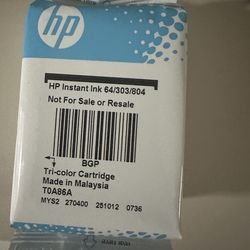 hp
HP Instant Ink 64/303/804
Not For Sale or Resale
BGP
Tri-color Cartridge
Made in Malaysia
T0A86A
MYS2 270400 251012 0736